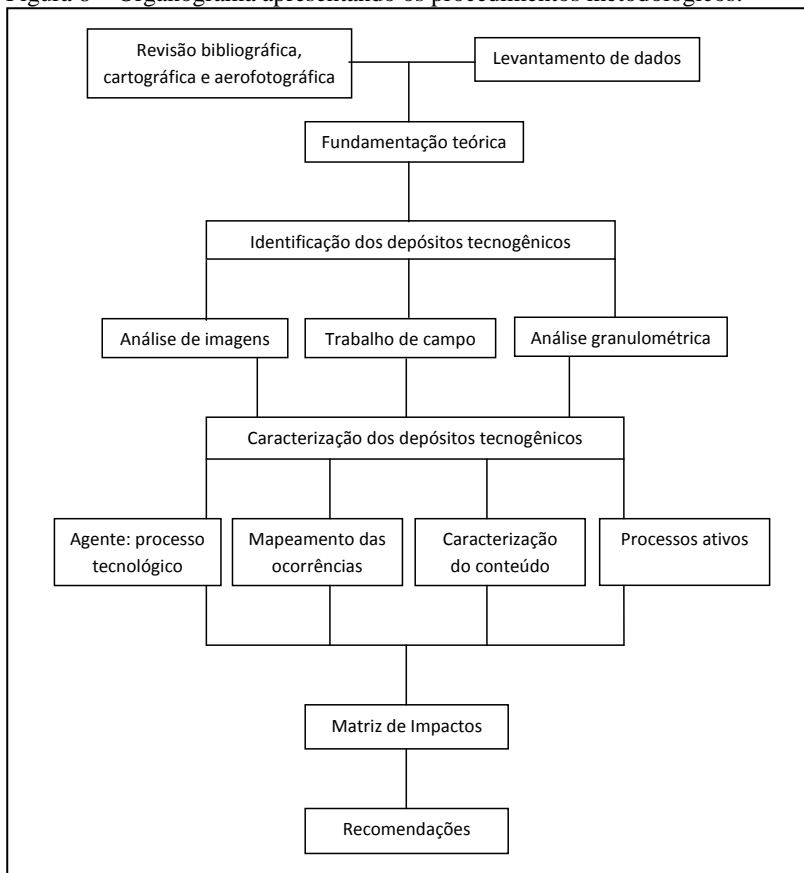 Figura 6 – Organograma apresentando os procedimentos metodológicos.
Revisão bibliográfica,
cartográfica e aerofotográfica
Levantamento de dados
Fundamentação teórica
Identificação dos depósitos tecnogênicos
Análise de imagens
Trabalho de campo
Análise granulométrica
Caracterização dos depósitos tecnogênicos
Agente: processo
tecnológico
Mapeamento das
ocorrências
Caracterização
do conteúdo
Processos ativos
Matriz de Impactos
Recomendações